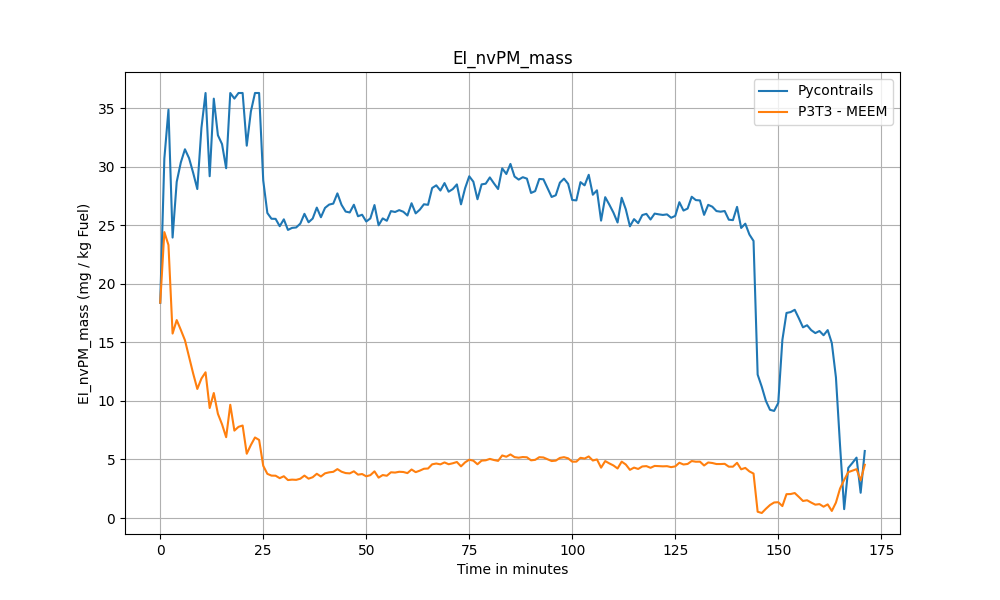 EI_nvPM_mass
Pycontrails
P3T3 - MEEM
EI_nvPM_mass (mg / kg Fuel)
35
30
25
20
15
10
5
0
0 25 50 75 100 125 150 175
Time in minutes